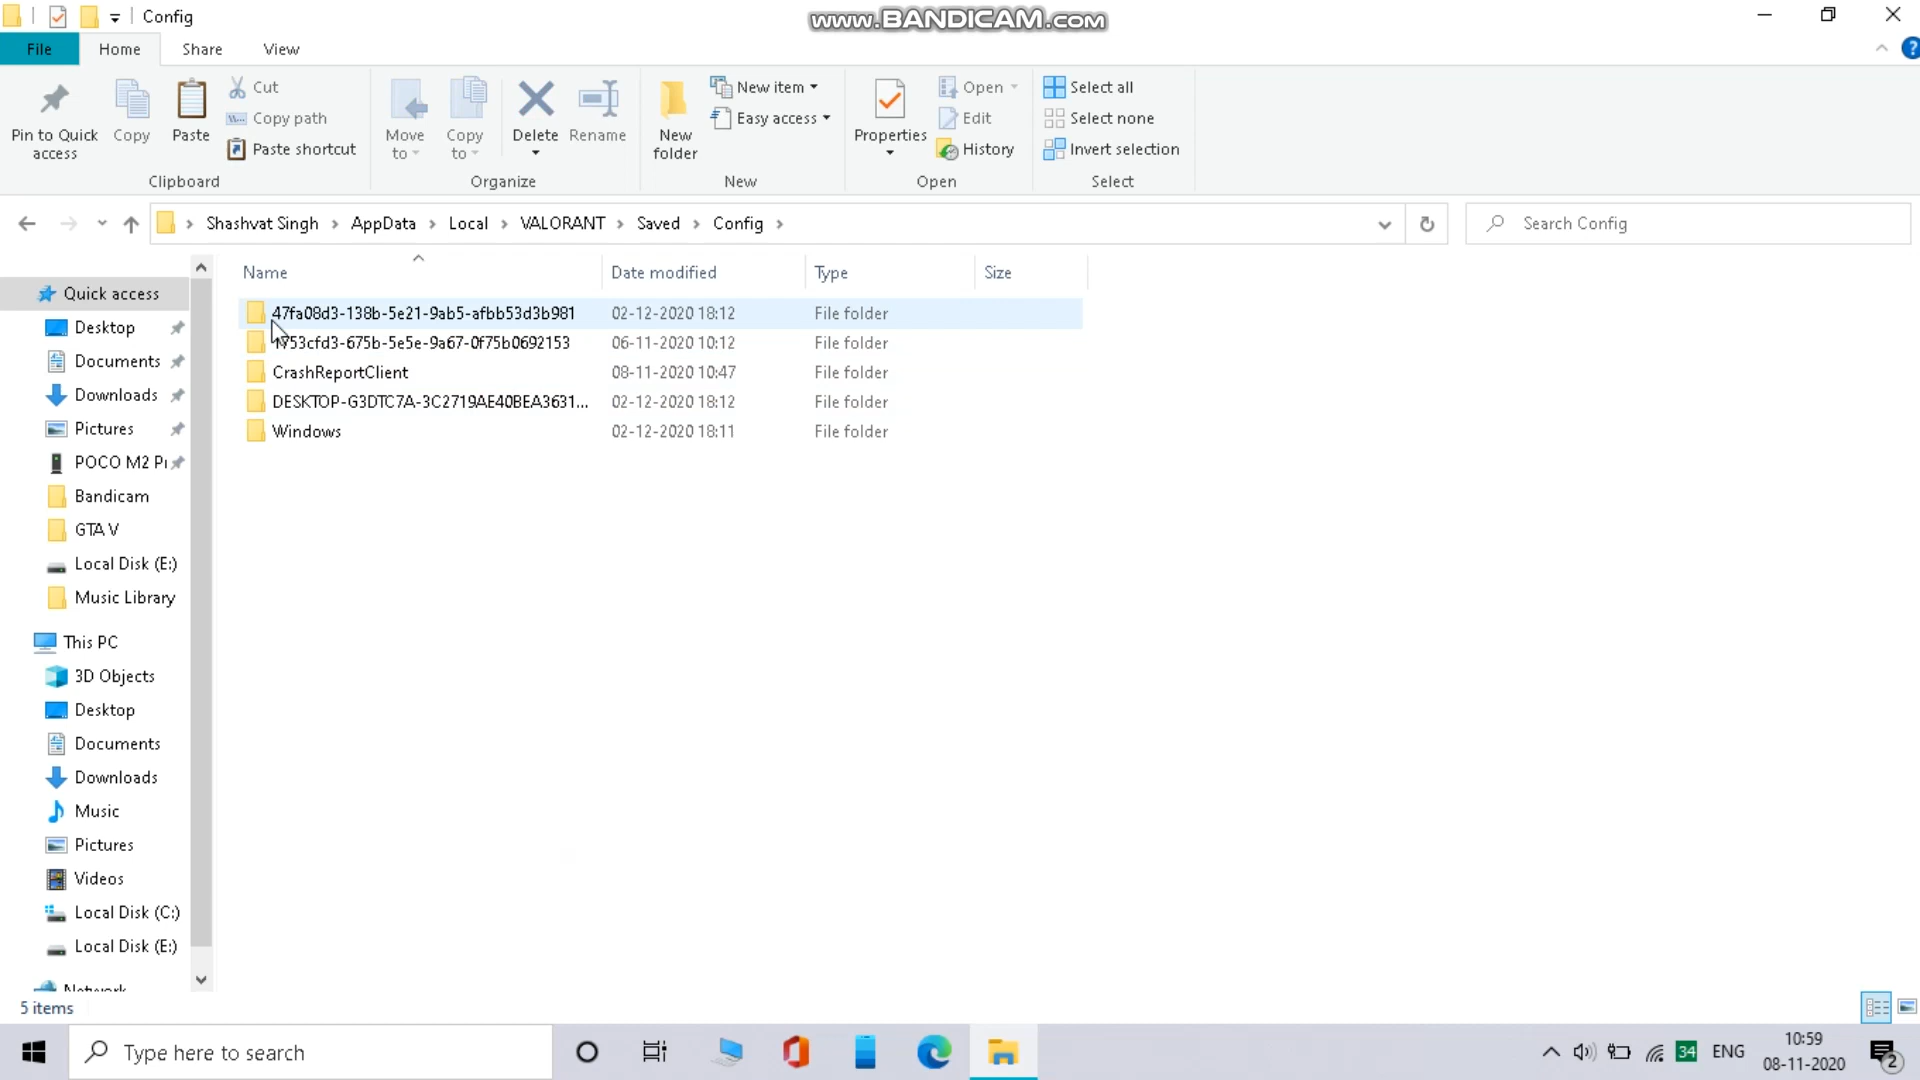 Config
www.BANDICAM.COM
File Home Share View
Pin to Quick access
Copy
Paste
Cut
Copy path
Paste shortcut
Move to
Copy to
Delete
Rename
New folder
New item
Easy access
Properties
Open
Edit
History
Select all
Select none
Invert selection
Clipboard Organize New Open Select
Shashvat Singh AppData Local VALORANT Saved Config
Search Config
Name Date modified Type Size
47fa08d3-138b-5e21-9ab5-afbb53d3b981 02-12-2020 18:12 File folder
06-11-2020 10:12 File folder
CrashReportClient 08-11-2020 10:47 File folder
DESKTOP-G3DTC7A-3C2719AE40BEA3631... 02-12-2020 18:12 File folder
Windows 02-12-2020 18:11 File folder
Quick access
Desktop
Documents
Downloads
Pictures
POCO M2 Pr
Bandicam
GTA V
Local Disk (E:)
Music Library
This PC
3D Objects
Desktop
Documents
Downloads
Music
Pictures
Videos
Local Disk (C:)
Local Disk (E:)
Network
5 items
Type here to search
34
ENG
10:59
08-11-2020
2